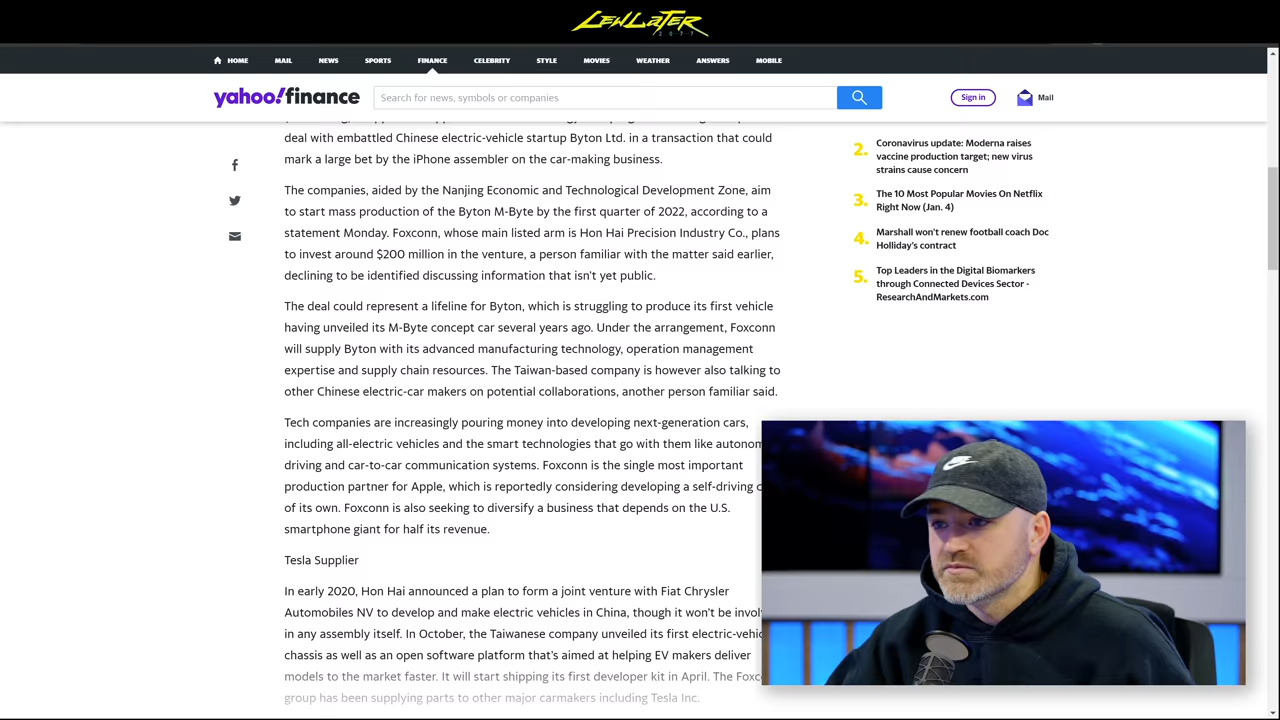 LEWLATER
2077
HOME MAIL NEWS SPORTS FINANCE CELEBRITY STYLE MOVIES WEATHER ANSWERS MOBILE
yahoo!finance
Search for news, symbols or companies
Sign in
Mail
deal with embattled Chinese electric-vehicle startup Byton Ltd. in a transaction that could
mark a large bet by the iPhone assembler on the car-making business.
The companies, aided by the Nanjing Economic and Technological Development Zone, aim
to start mass production of the Byton M-Byte by the first quarter of 2022, according to a
statement Monday. Foxconn, whose main listed arm is Hon Hai Precision Industry Co., plans
to invest around $200 million in the venture, a person familiar with the matter said earlier,
declining to be identified discussing information that isn't yet public.
The deal could represent a lifeline for Byton, which is struggling to produce its first vehicle
having unveiled its M-Byte concept car several years ago. Under the arrangement, Foxconn
will supply Byton with its advanced manufacturing technology, operation management
expertise and supply chain resources. The Taiwan-based company is however also talking to
other Chinese electric-car makers on potential collaborations, another person familiar said.
Tech companies are increasingly pouring money into developing next-generation cars,
including all-electric vehicles and the smart technologies that go with them like autonom
driving and car-to-car communication systems. Foxconn is the single most important
production partner for Apple, which is reportedly considering developing a self-driving c
of its own. Foxconn is also seeking to diversify a business that depends on the U.S.
smartphone giant for half its revenue.
Tesla Supplier
In early 2020, Hon Hai announced a plan to form a joint venture with Fiat Chrysler
Automobiles NV to develop and make electric vehicles in China, though it won't be invol
in any assembly itself. In October, the Taiwanese company unveiled its first electric-vehic
chassis as well as an open software platform that's aimed at helping EV makers deliver
models to the market faster. It will start shipping its first developer kit in April. The Foxc
group has been supplying parts to other major carmakers including Tesla Inc.
2. Coronavirus update: Moderna raises
vaccine production target; new virus
strains cause concern
3. The 10 Most Popular Movies On Netflix
Right Now (Jan. 4)
4. Marshall won't renew football coach Doc
Holliday's contract
5. Top Leaders in the Digital Biomarkers
through Connected Devices Sector -
ResearchAndMarkets.com